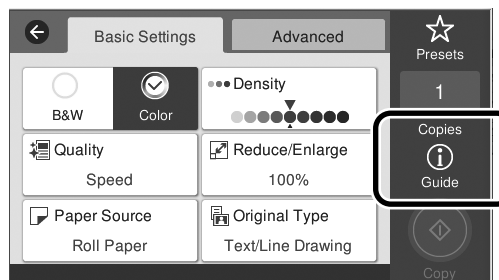 Basic Settings
Advanced
Presets
B&W
Color
Density
1
Copies
Quality
Speed
Reduce/Enlarge
100%
Guide
Paper Source
Roll Paper
Original Type
Text/Line Drawing
Copy